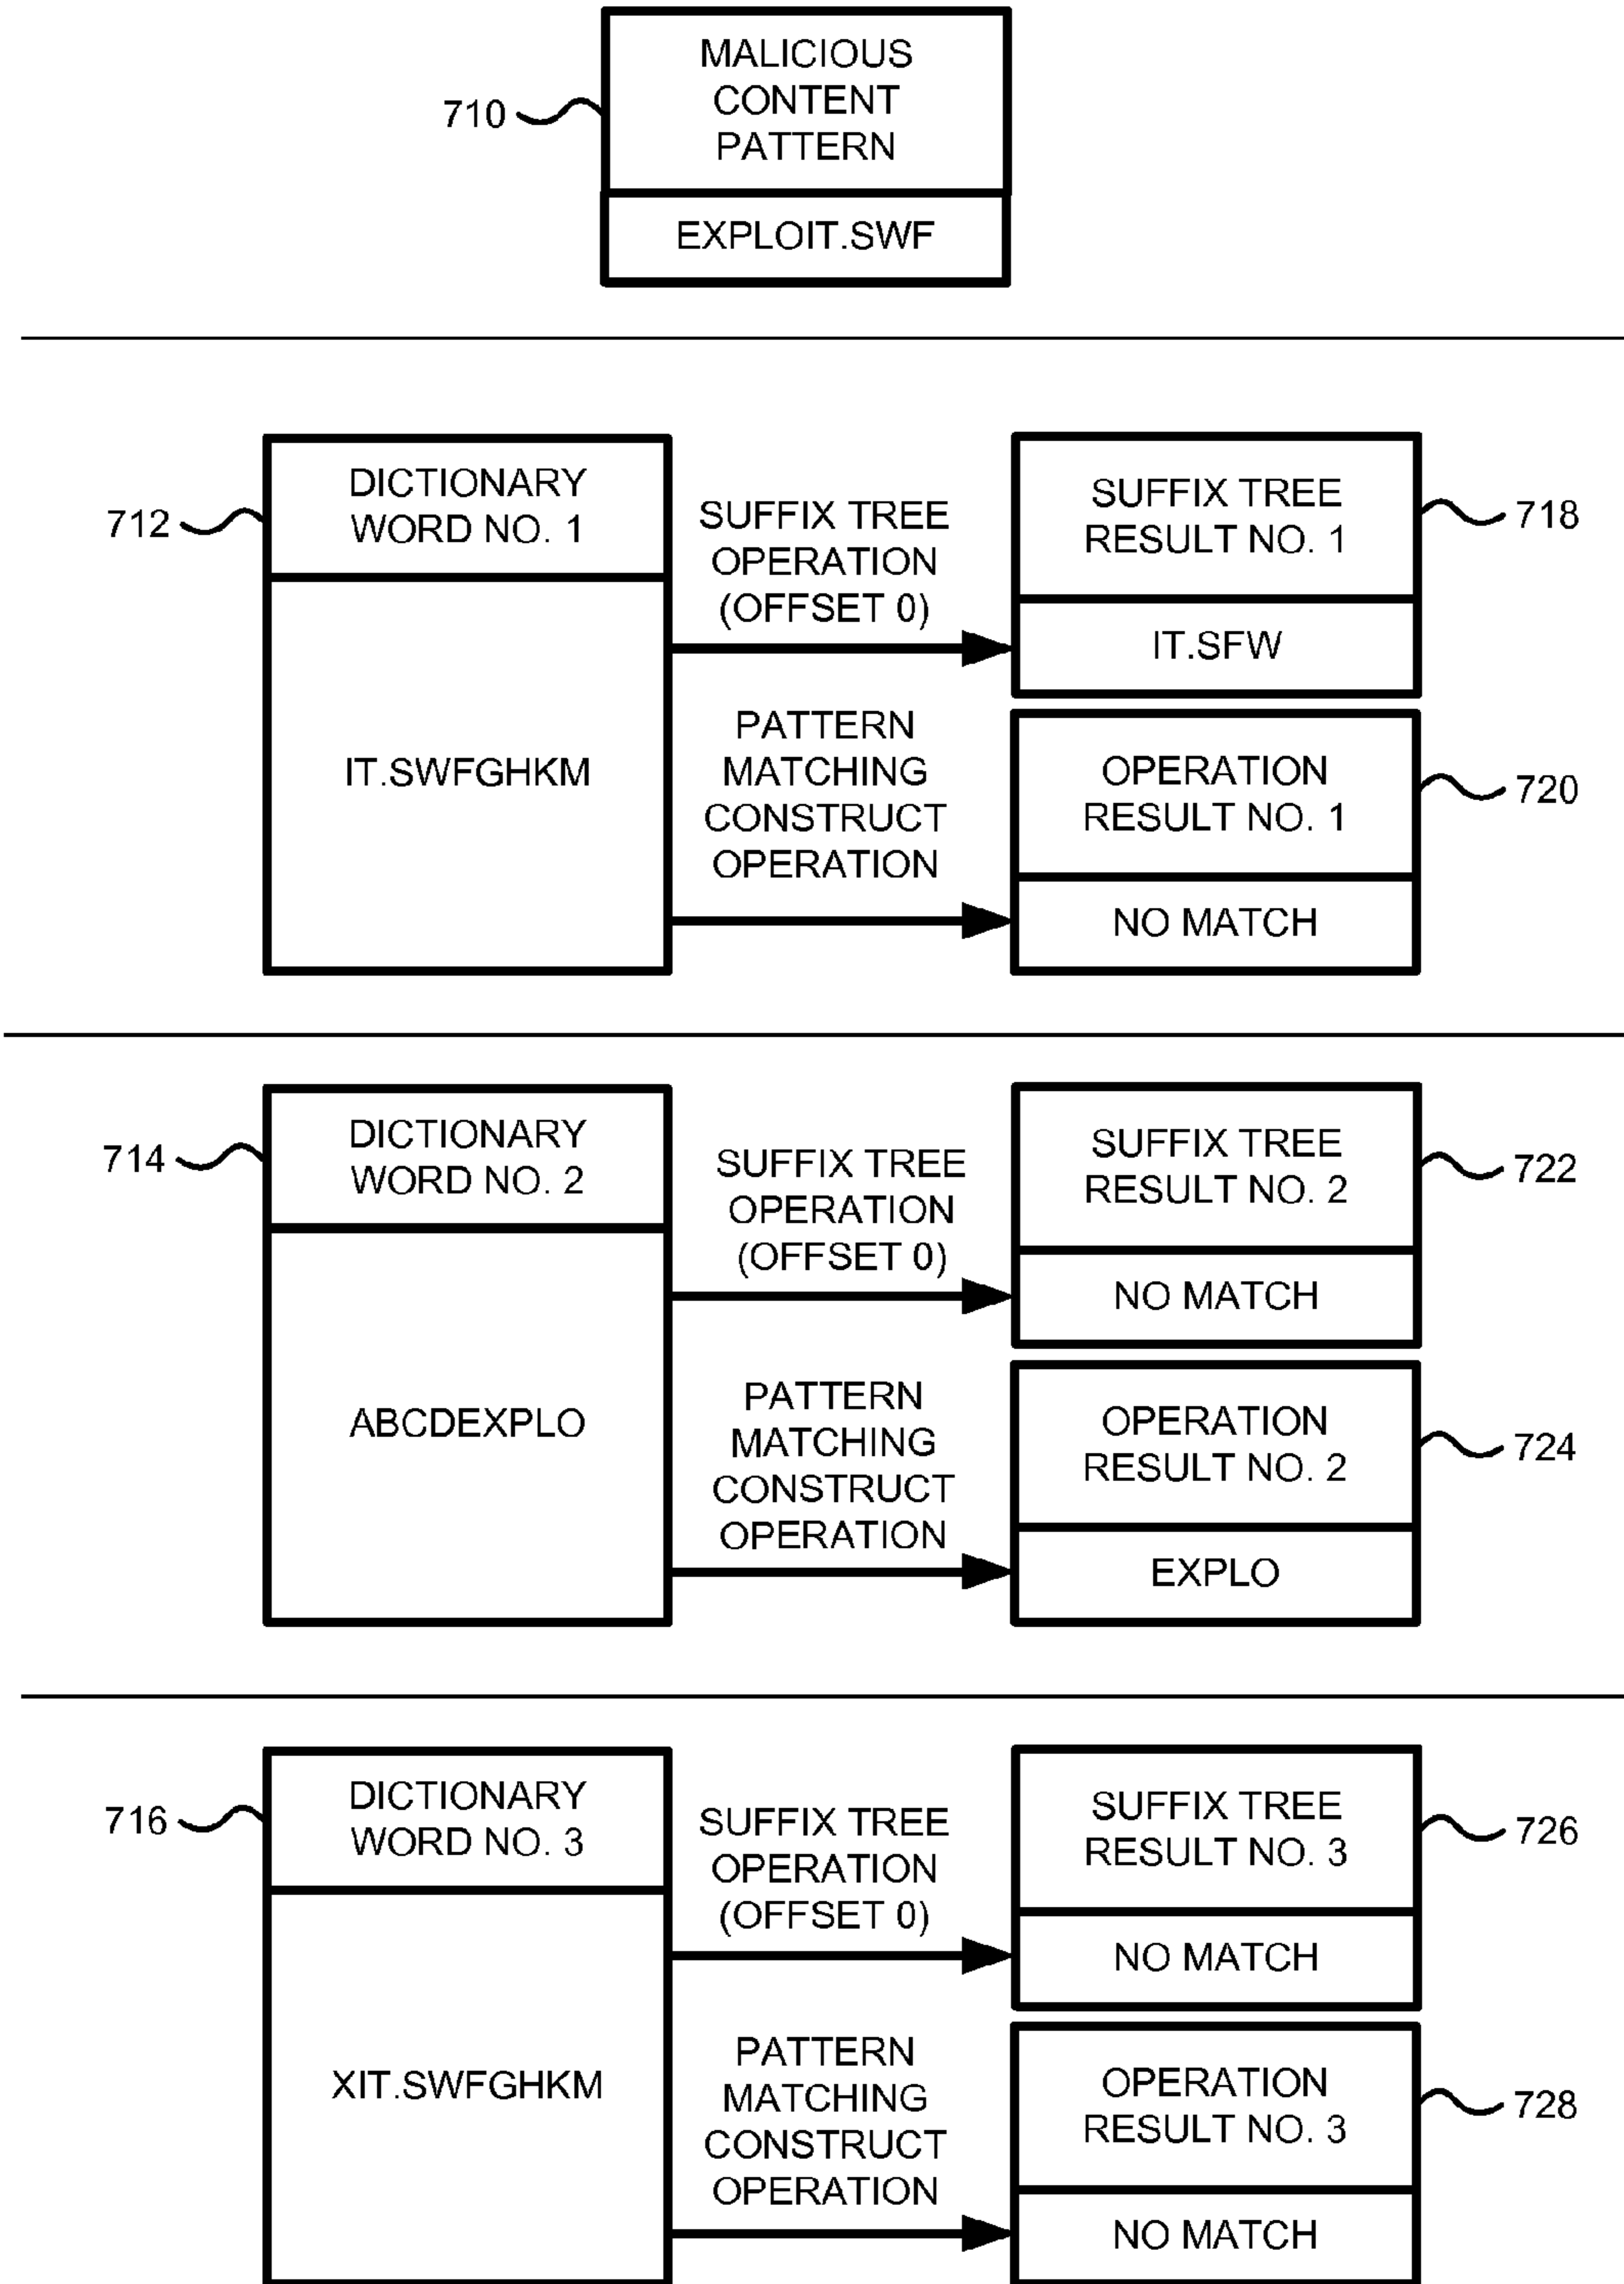 MALICIOUS
CONTENT
PATTERN
710
EXPLOIT.SWF
DICTIONARY
WORD NO. 1
712
IT.SWFGHKM
SUFFIX TREE
OPERATION
(OFFSET 0)
SUFFIX TREE
RESULT NO. 1
718
IT.SFW
PATTERN
MATCHING
CONSTRUCT
OPERATION
OPERATION
RESULT NO. 1
720
NO MATCH
DICTIONARY
WORD NO. 2
714
ABCDEXPLO
SUFFIX TREE
OPERATION
(OFFSET 0)
SUFFIX TREE
RESULT NO. 2
722
NO MATCH
PATTERN
MATCHING
CONSTRUCT
OPERATION
OPERATION
RESULT NO. 2
724
EXPLO
DICTIONARY
WORD NO. 3
716
XIT.SWFGHKM
SUFFIX TREE
OPERATION
(OFFSET 0)
SUFFIX TREE
RESULT NO. 3
726
NO MATCH
PATTERN
MATCHING
CONSTRUCT
OPERATION
OPERATION
RESULT NO. 3
728
NO MATCH